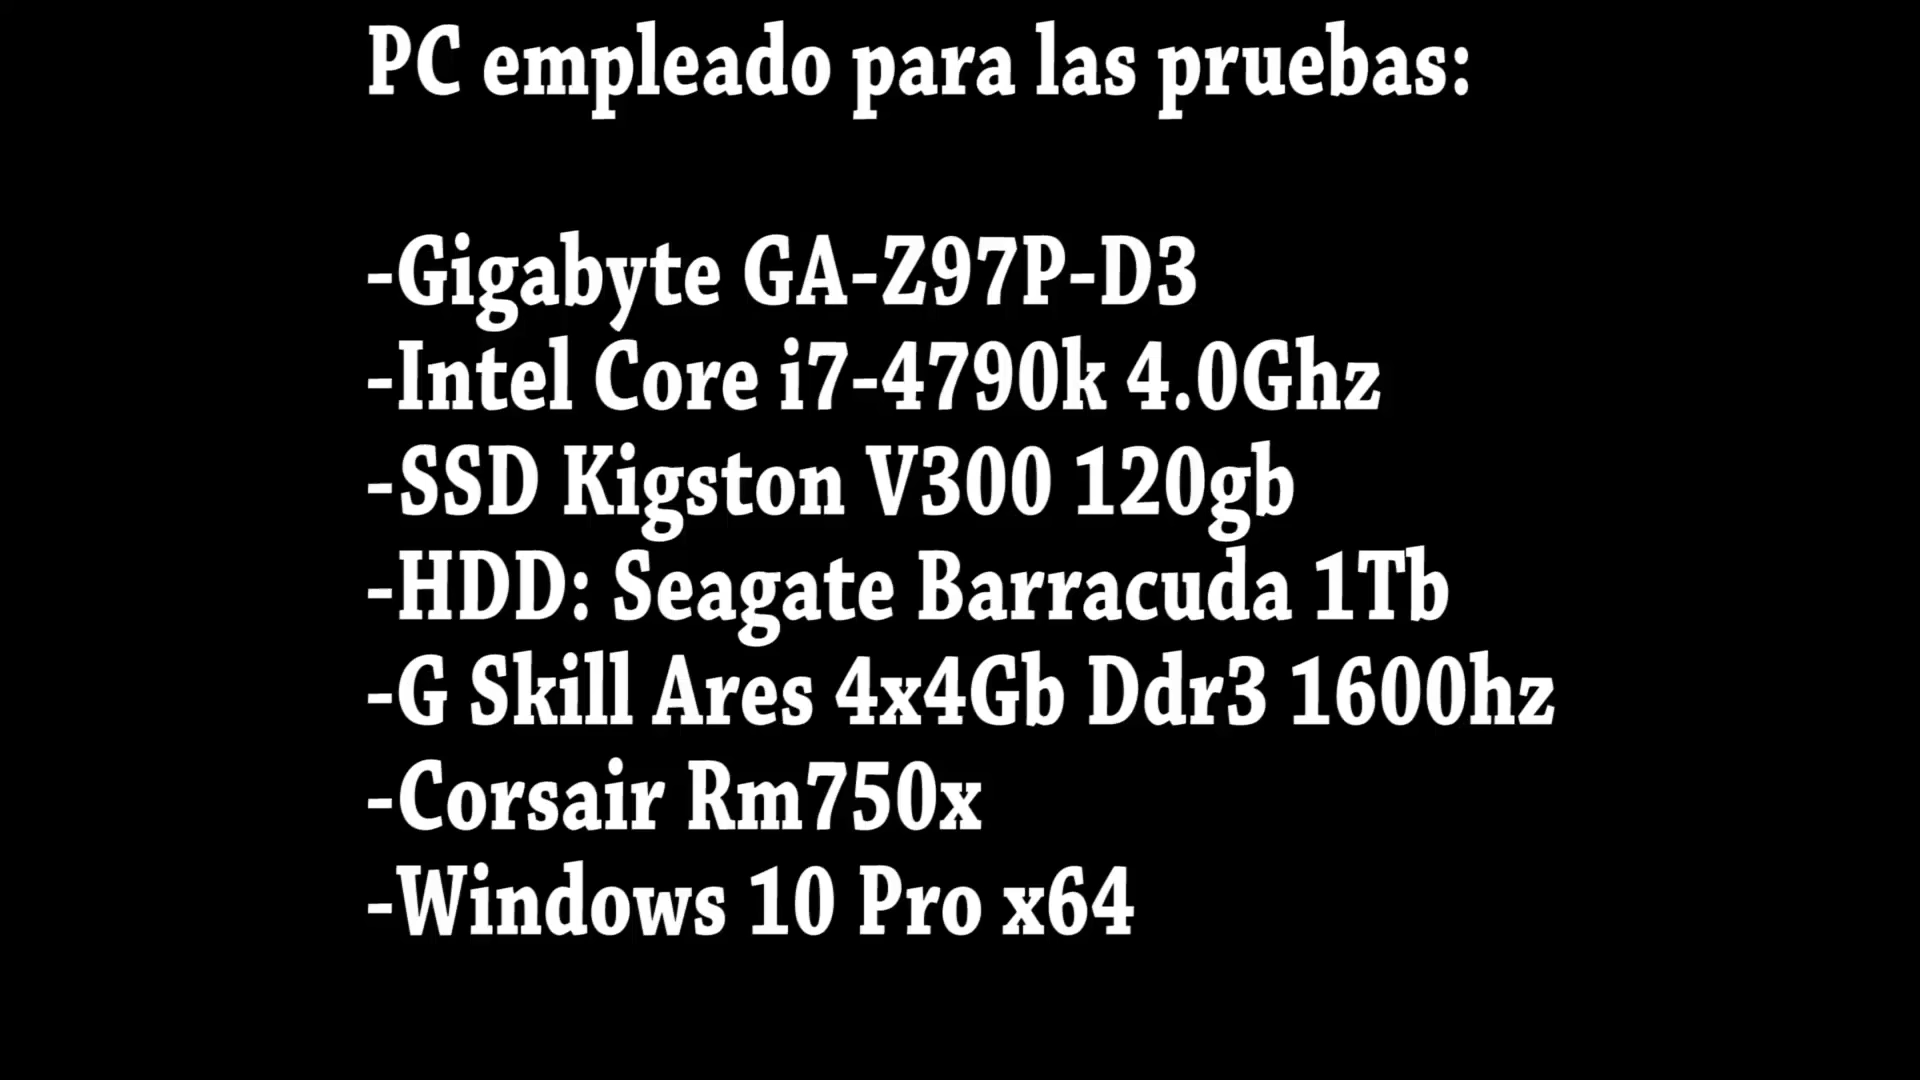 PC empleado para las pruebas:
-Gigabyte GA-Z97P-D3
-Intel Core i7-4790k 4.0Ghz
-SSD Kigston V300 120gb
-HDD: Seagate Barracuda 1Tb
-G Skill Ares 4x4Gb Ddr3 1600hz
-Corsair Rm750x
-Windows 10 Pro x64